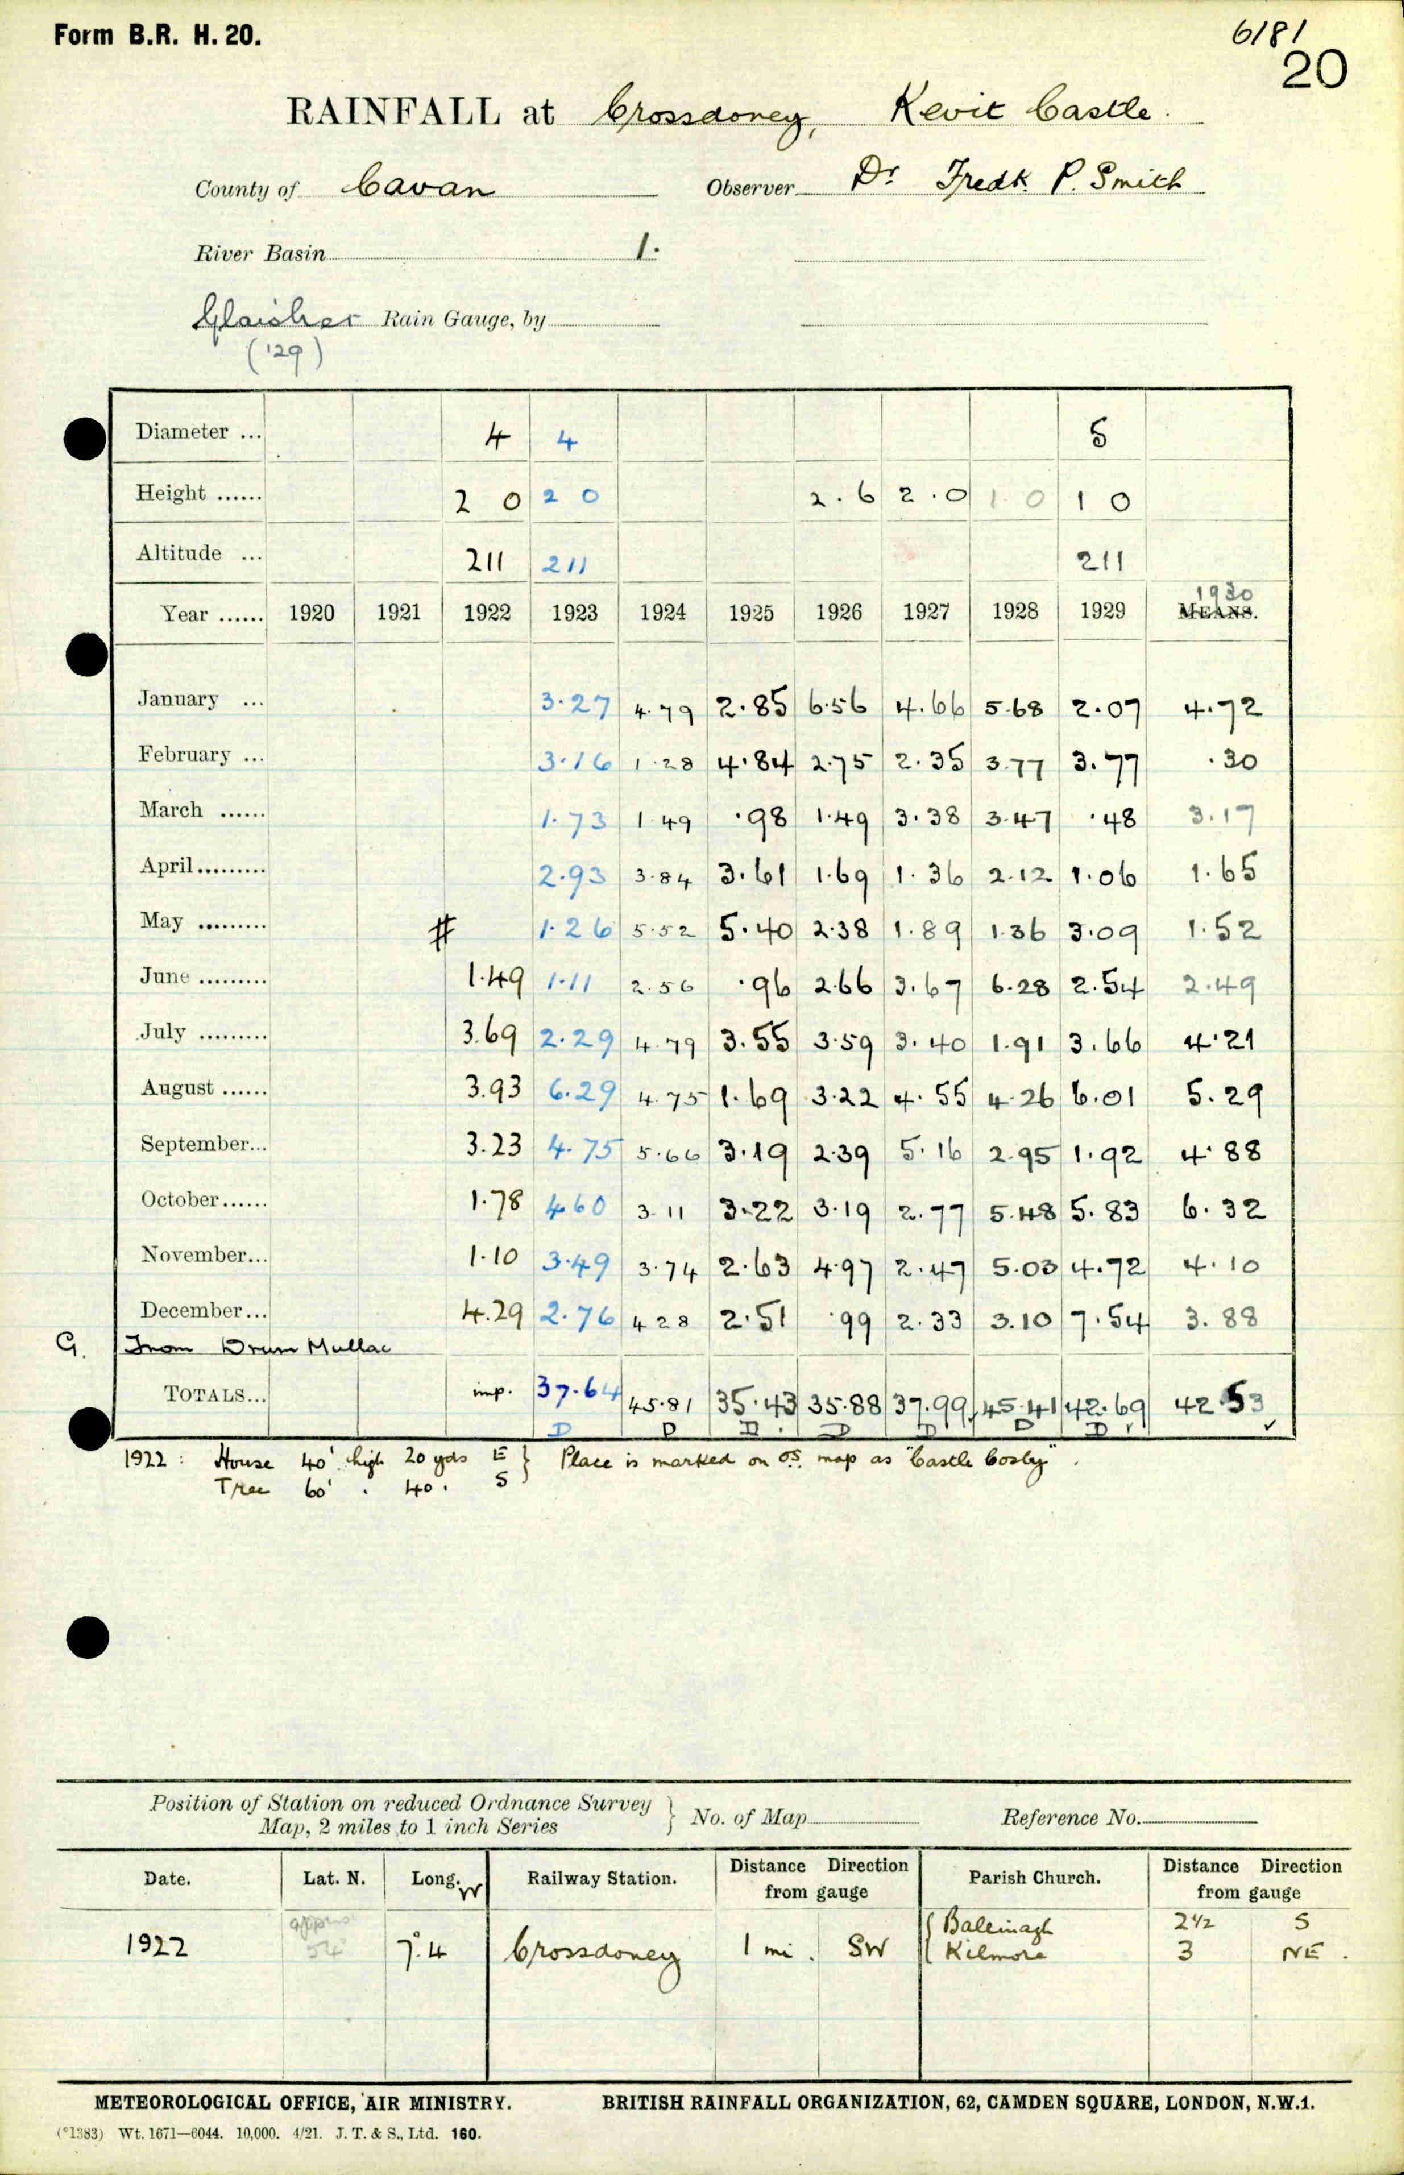 Form B.R. H. 20.
6181
20
RAINFALL at Crossdoney, Kevit Castle.
County of Cavan Observer Dr Fredk P. Smith
River Basin 1.
Glaisher Rain Gauge, by
('29)
Diameter ... 4 4 5
Height ...... 2 0 2 0 2.6 2.0 1 0 1 0
Altitude ... 211 211 211
1930
Year ...... 1920 1921 1922 1923 1924 1925 1926 1927 1928 1929 MEANS.
January ... 3.27 4.79 2.85 6.56 4.66 5.68 2.07 4.72
February ... 3.16 1.28 4.84 2.75 2.35 3.77 3.77 .30
March ...... 1.73 1.49 .98 1.49 3.38 3.47 .48 3.17
April......... 2.93 3.84 3.61 1.69 1.36 2.12 1.06 1.65
May ......... # 1.26 5.52 5.40 2.38 1.89 1.36 3.09 1.52
June ......... 1.49 1.11 2.56 .96 2.66 3.67 6.28 2.54 2.49
July ......... 3.69 2.29 4.79 3.55 3.59 3.40 1.91 3.66 4.21
August ...... 3.93 6.29 4.75 1.69 3.22 4.55 4.26 6.01 5.29
September... 3.23 4.75 5.66 3.19 2.39 5.16 2.95 1.92 4.88
October...... 1.78 4.60 3.11 3.22 3.19 2.77 5.48 5.83 6.32
November... 1.10 3.49 3.74 2.63 4.97 2.47 5.03 4.72 4.10
December... 4.29 2.76 4.28 2.51 .99 2.33 3.10 7.54 3.88
G. From Drum Mullac
TOTALS... imp. 37.64 45.81 35.43 35.88 37.99 45.41 42.69 42.53
D D D D D D D ✓
1922: House 40' high 20 yds E } Place is marked on O.S. map as "Castle Cosby".
Tree 60' . 40. S
Position of Station on reduced Ordnance Survey } No. of Map Reference No.
Map, 2 miles to 1 inch Series
Date. Lat. N. Long. W Railway Station. Distance Direction from gauge Parish Church. Distance Direction from gauge
approx { Ballinagh 2½ S
1922 54° 7°.4 Crossdoney 1 mi. SW Kilmore 3 NE.
METEOROLOGICAL OFFICE, AIR MINISTRY. BRITISH RAINFALL ORGANIZATION, 62, CAMDEN SQUARE, LONDON, N.W.1.
(*1383) Wt. 1671—6044. 10,000. 4/21. J. T. & S., Ltd. 160.